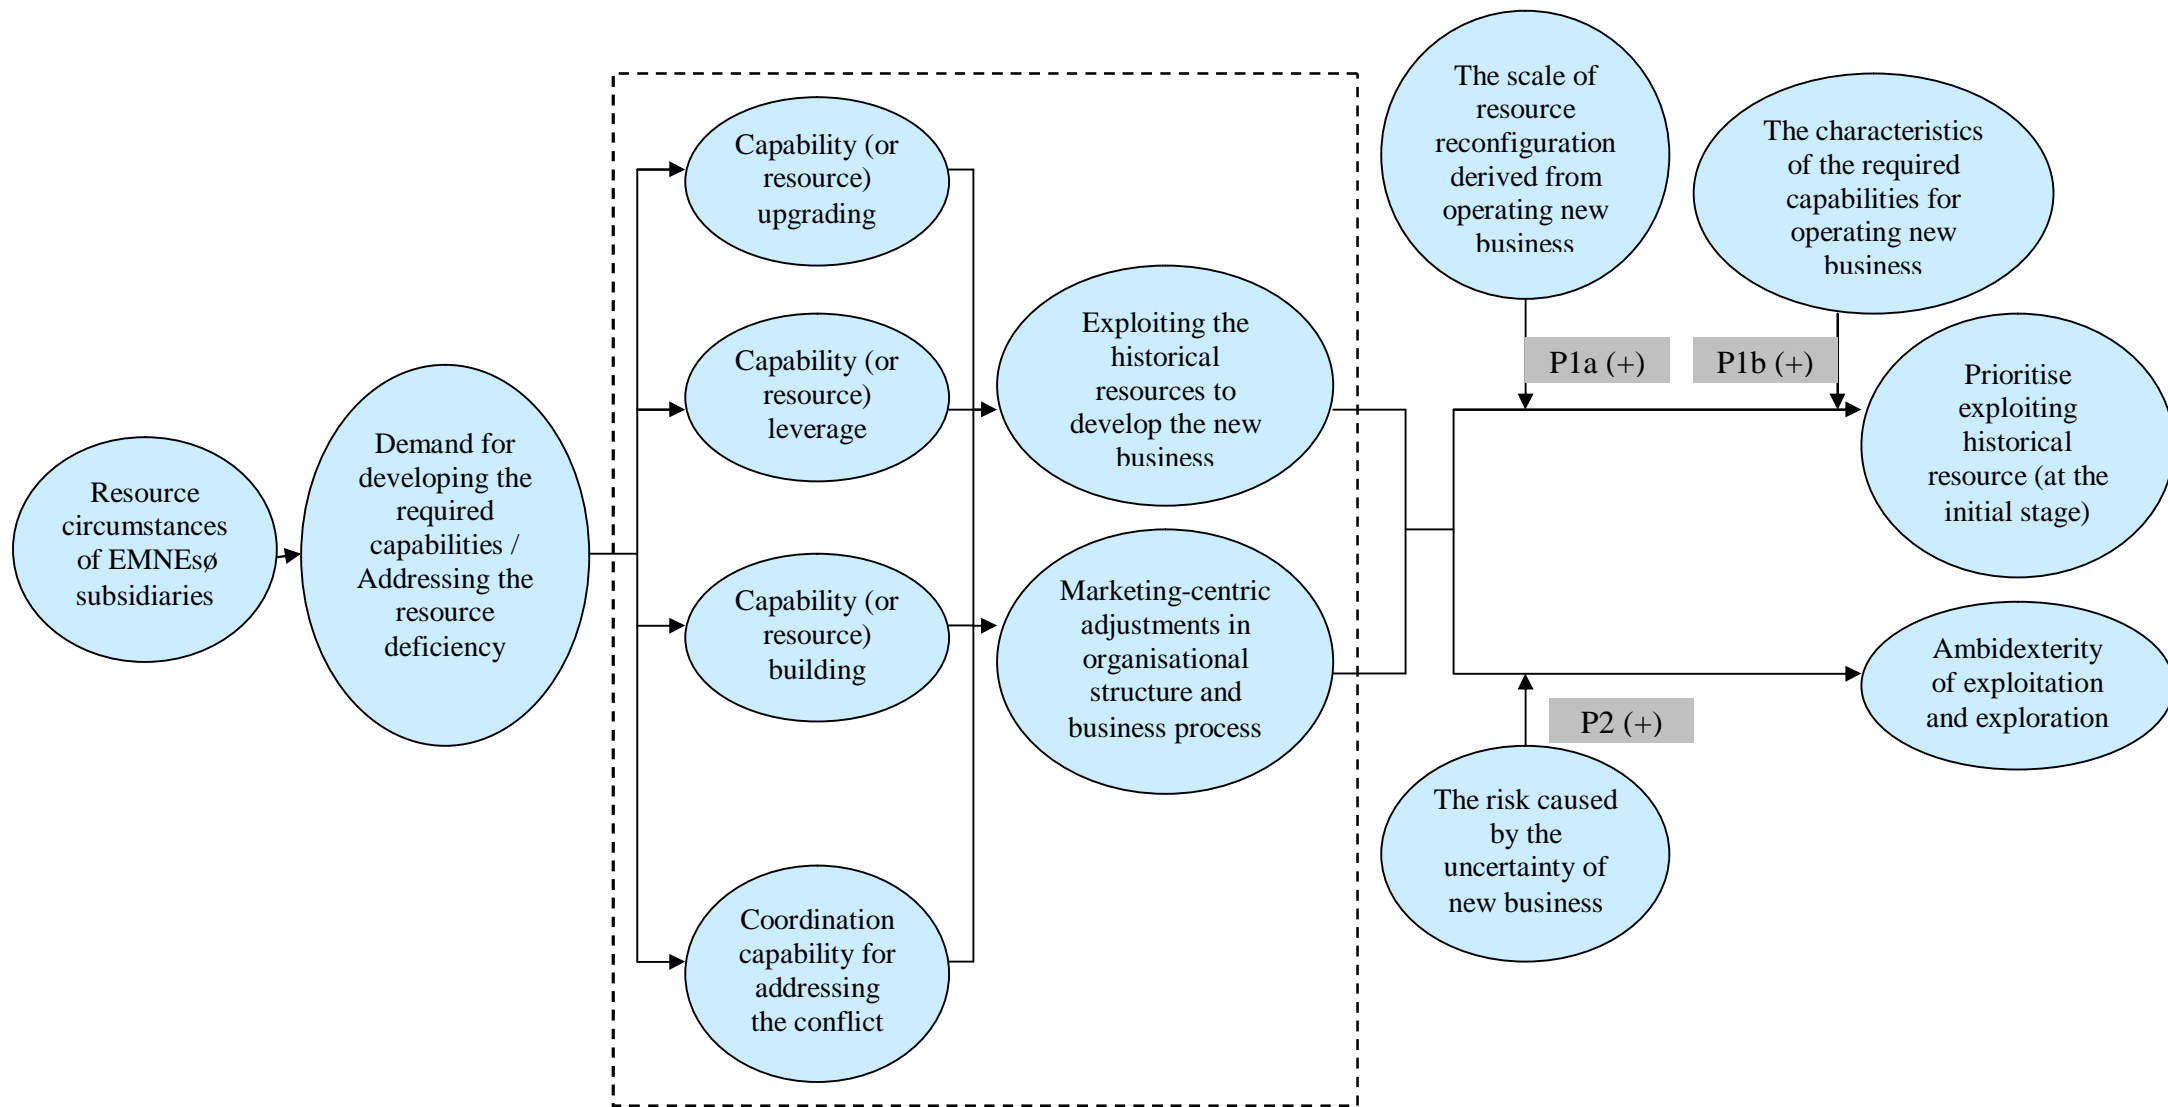 Resource
circumstances
of EMNEsø
subsidiaries
Demand for
developing the
required
capabilities /
Addressing the
resource
deficiency
Capability (or
resource)
upgrading
Capability (or
resource)
leverage
Capability (or
resource)
building
Coordination
capability for
addressing
the conflict
Exploiting the
historical
resources to
develop the new
business
Marketing-centric
adjustments in
organisational
structure and
business process
The scale of
resource
reconfiguration
derived from
operating new
business
The characteristics
of the required
capabilities for
operating new
business
P1a (+)
P1b (+)
P2 (+)
The risk caused
by the
uncertainty of
new business
Prioritise
exploiting
historical
resource (at the
initial stage)
Ambidexterity
of exploitation
and exploration